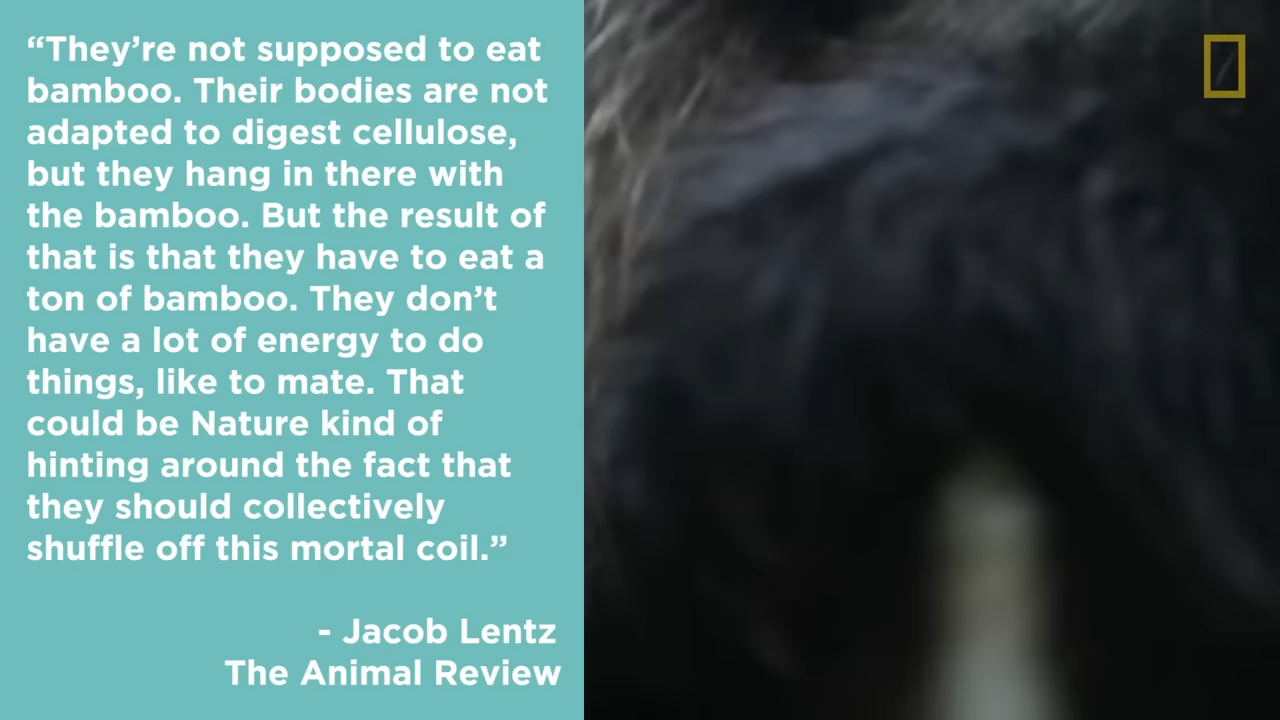 “They’re not supposed to eat
bamboo. Their bodies are not
adapted to digest cellulose,
but they hang in there with
the bamboo. But the result of
that is that they have to eat a
ton of bamboo. They don’t
have a lot of energy to do
things, like to mate. That
could be Nature kind of
hinting around the fact that
they should collectively
shuffle off this mortal coil.”
- Jacob Lentz
The Animal Review